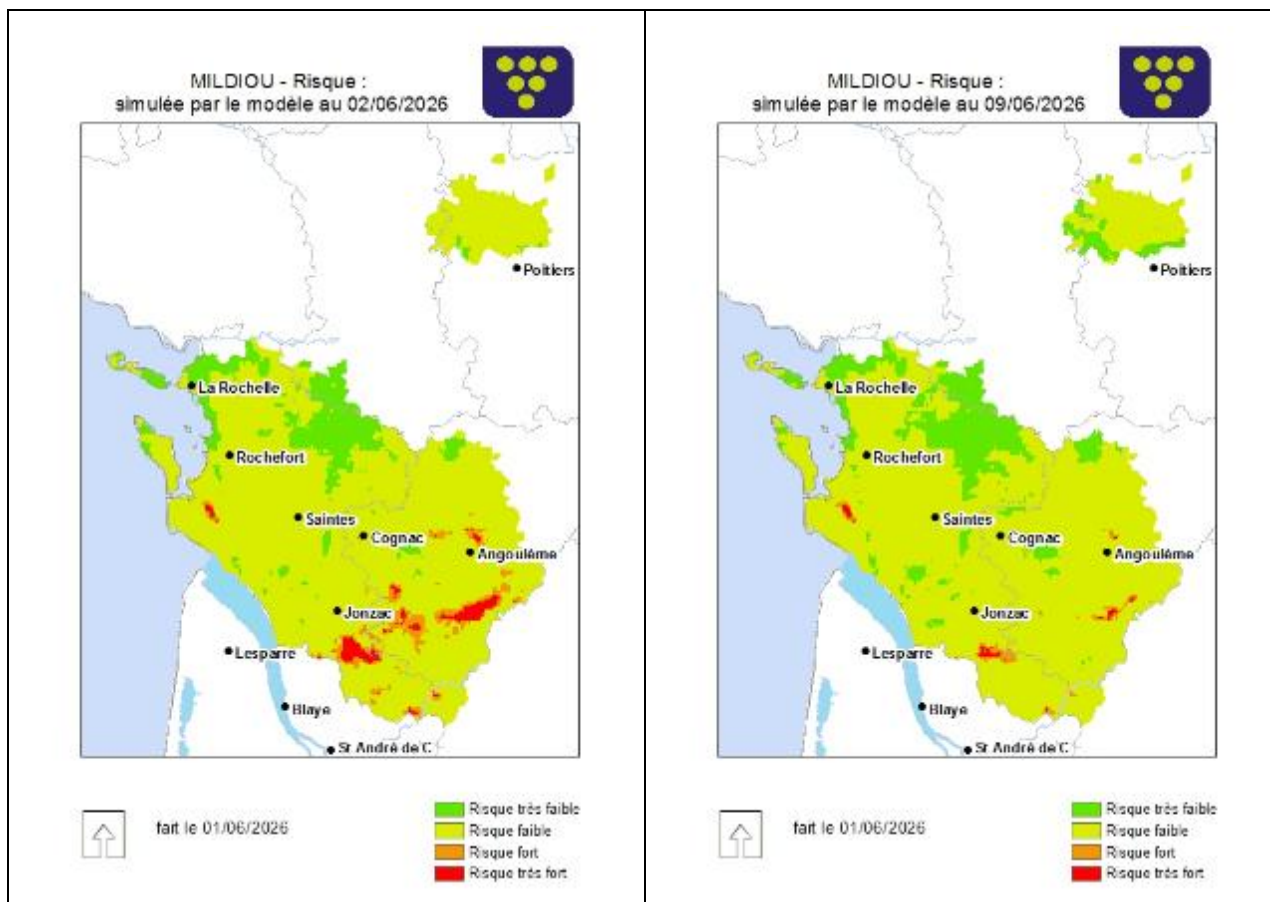 MILDIOU - Risque :
simulée par le modèle au 02/06/2026
Poitiers
La Rochelle
Rochefort
Saintes
Cognac
Angoulême
Jonzac
Lesparre
Blaye
St André de C
fait le 01/06/2026
Risque très faible
Risque faible
Risque fort
Risque très fort
MILDIOU - Risque :
simulée par le modèle au 09/06/2026
Poitiers
La Rochelle
Rochefort
Saintes
Cognac
Angoulême
Jonzac
Lesparre
Blaye
St André de C
fait le 01/06/2026
Risque très faible
Risque faible
Risque fort
Risque très fort